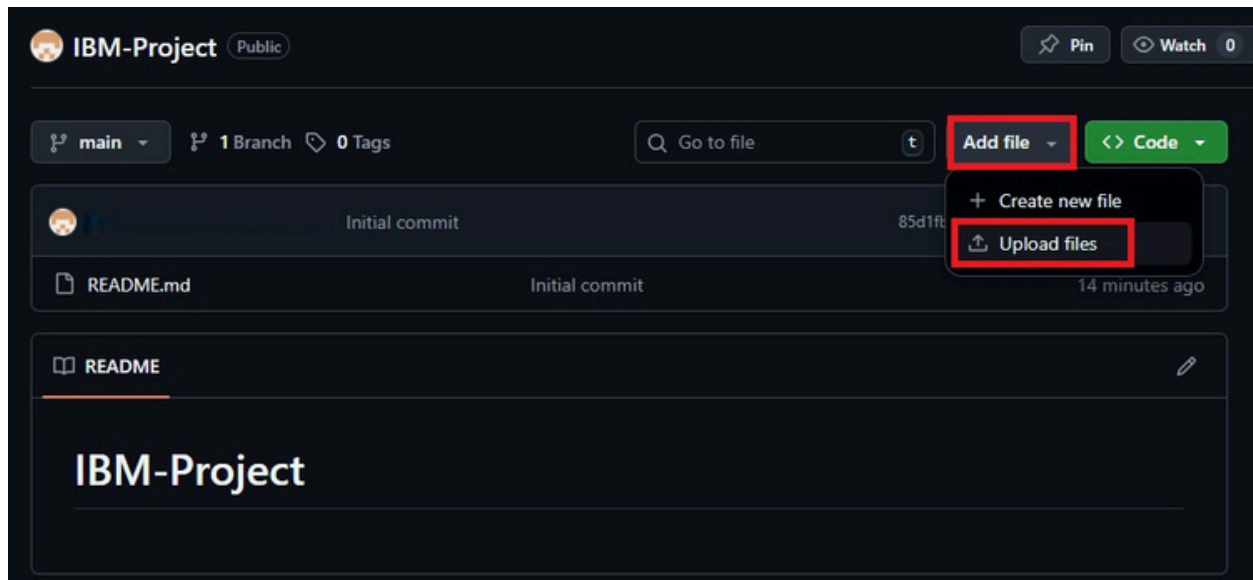 IBM-Project Public Pin Watch 0
main 1 Branch 0 Tags Go to file t Add file <> Code
+ Create new file
Initial commit 85d1f
Upload files
README.md Initial commit 14 minutes ago
README
IBM-Project